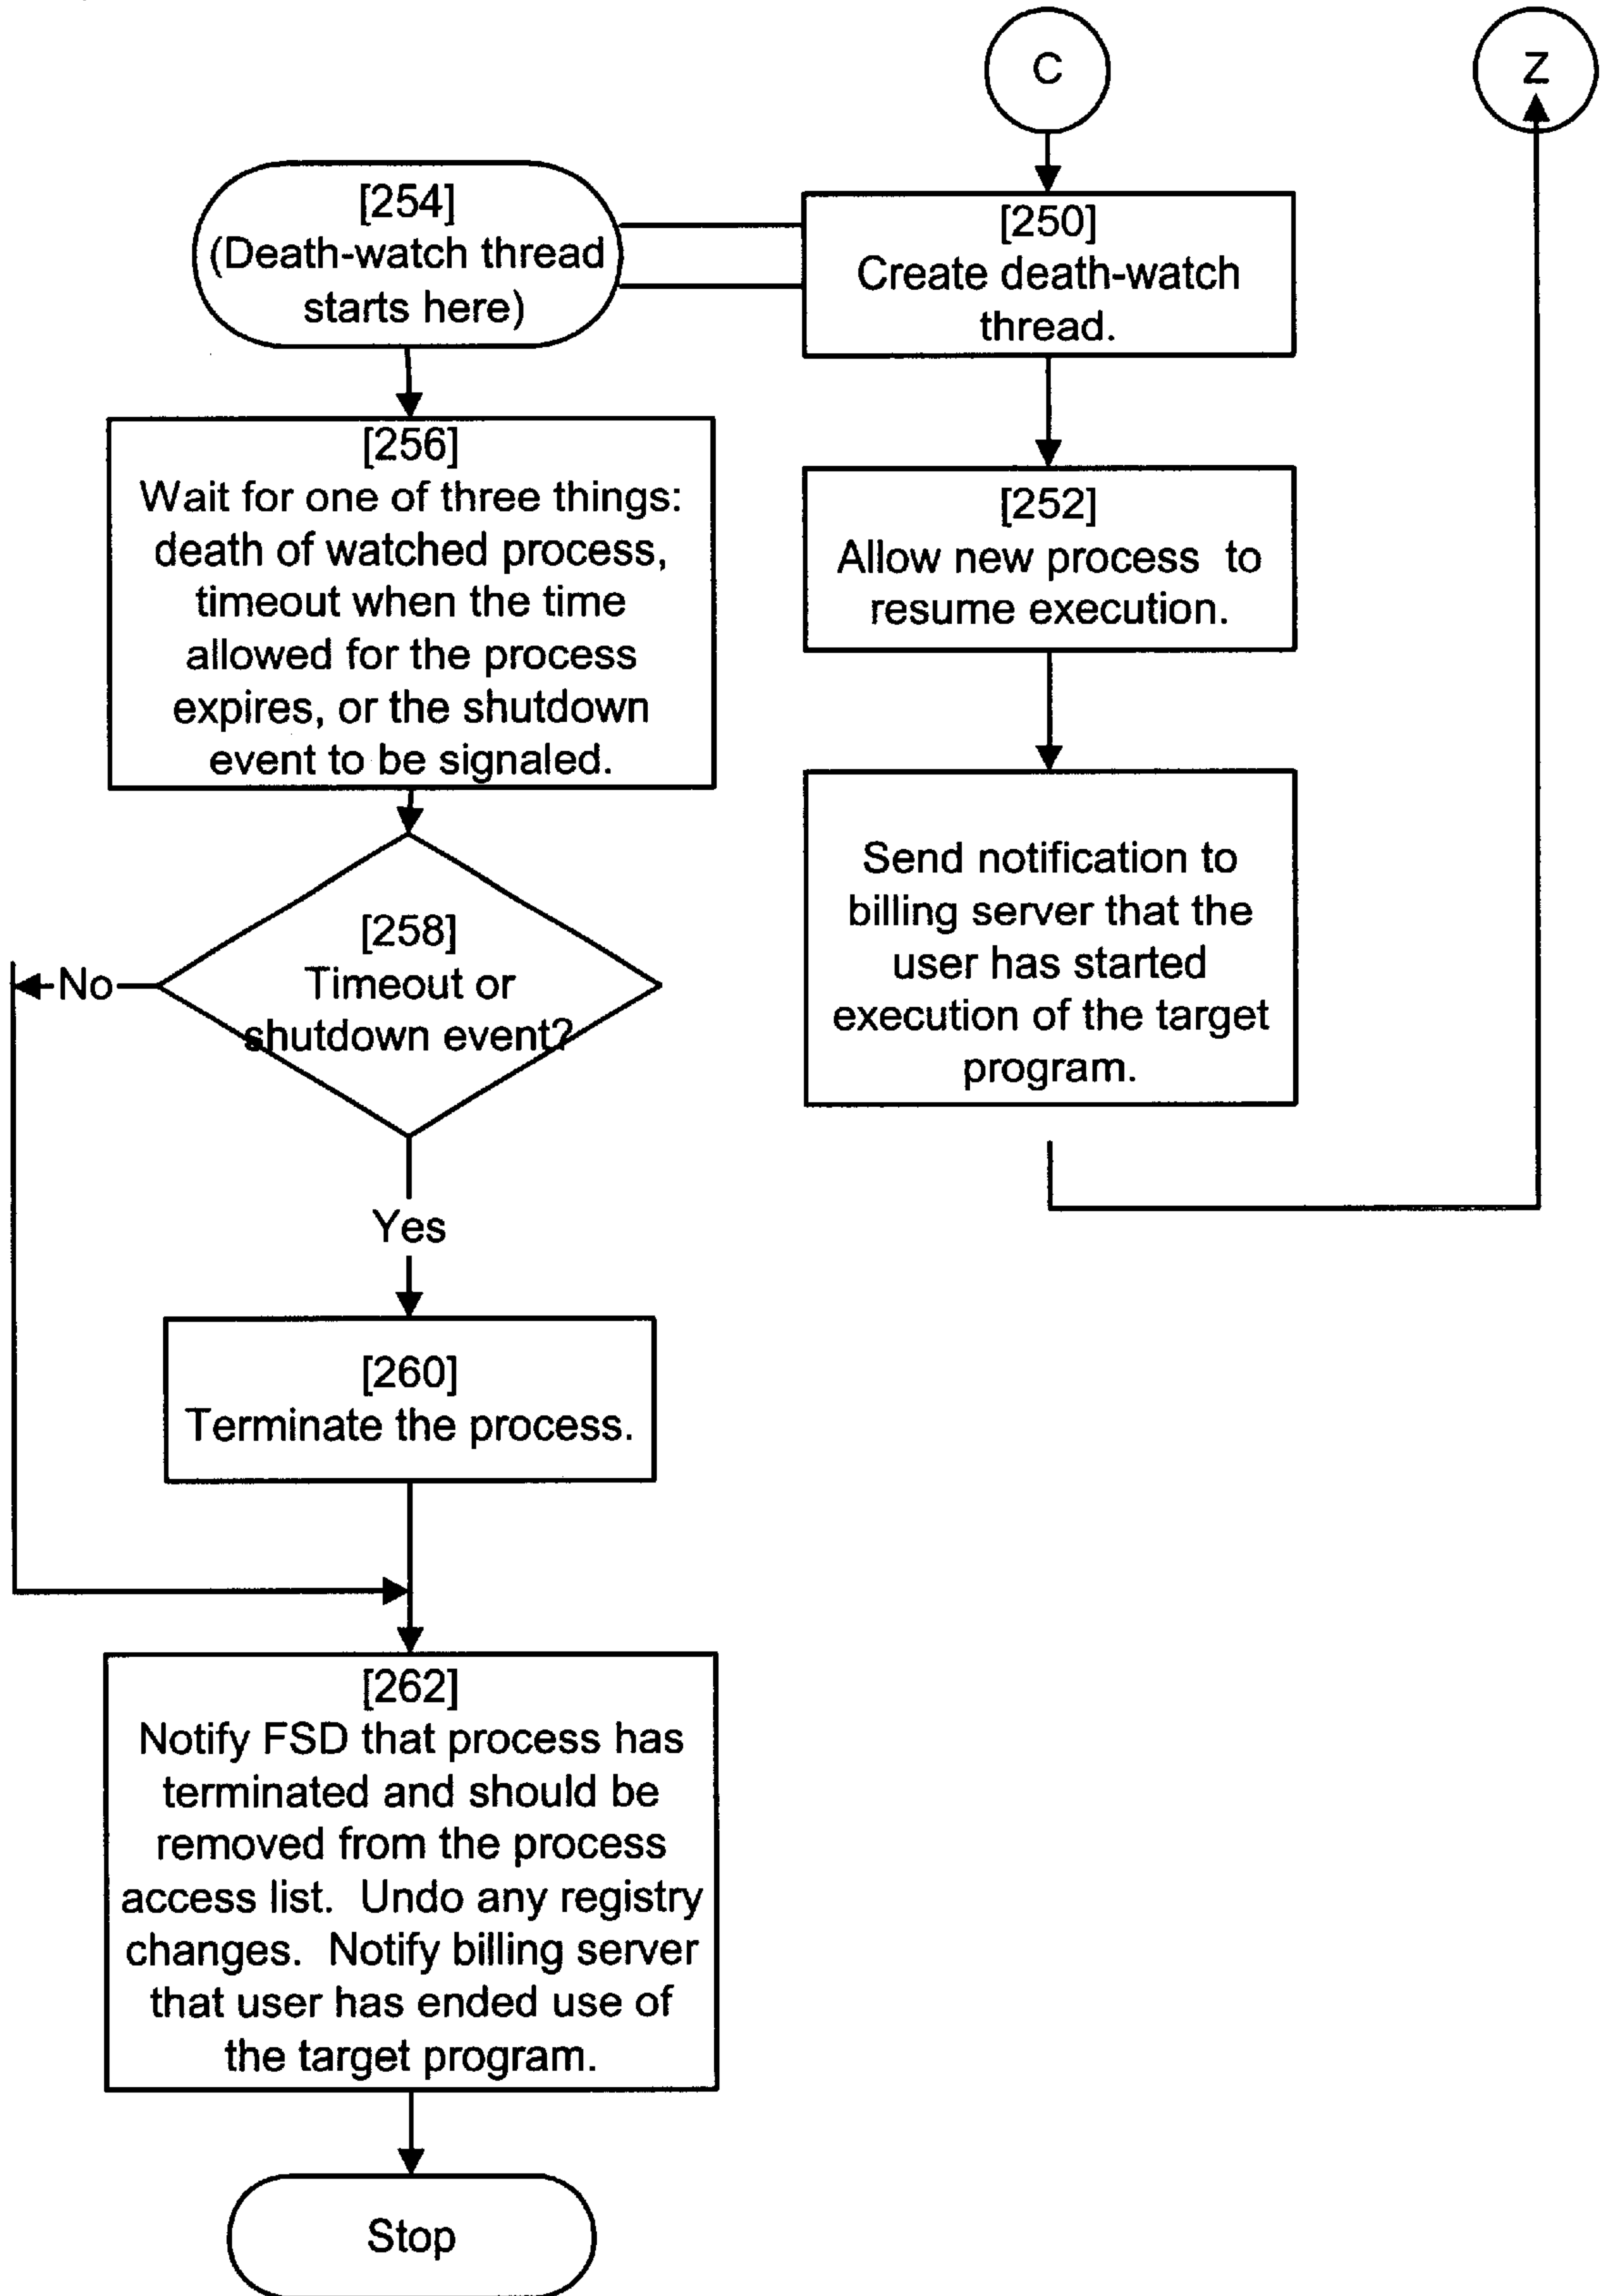 C
Z
[254]
(Death-watch thread
starts here)
[250]
Create death-watch
thread.
[256]
Wait for one of three things:
death of watched process,
timeout when the time
allowed for the process
expires, or the shutdown
event to be signaled.
[252]
Allow new process to
resume execution.
Send notification to
billing server that the
user has started
execution of the target
program.
[258]
Timeout or
shutdown event?
No
Yes
[260]
Terminate the process.
[262]
Notify FSD that process has
terminated and should be
removed from the process
access list. Undo any registry
changes. Notify billing server
that user has ended use of
the target program.
Stop